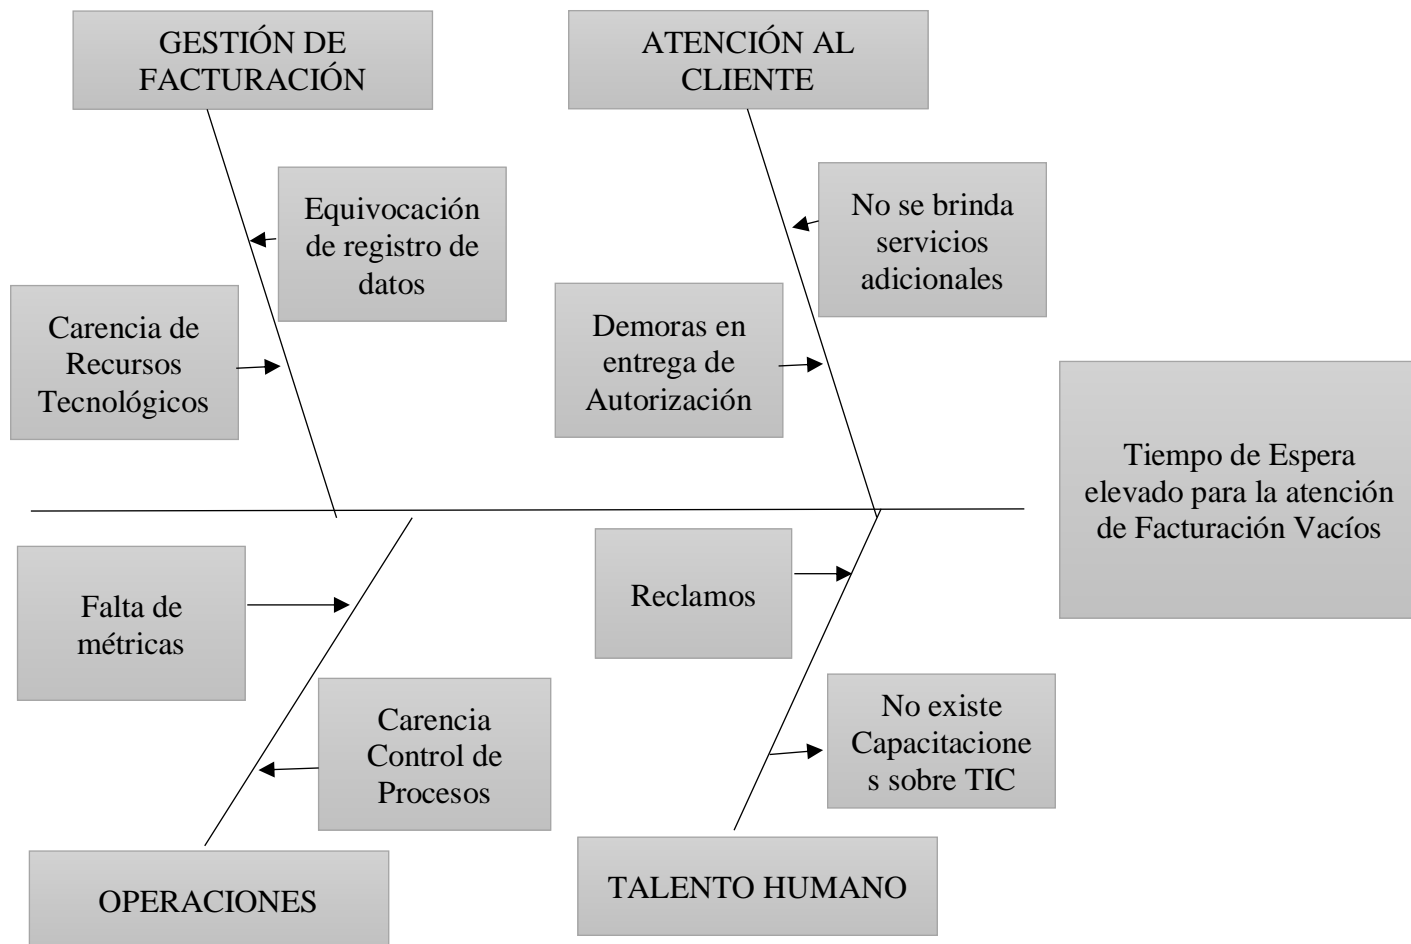 GESTIÓN DE
FACTURACIÓN
ATENCIÓN AL
CLIENTE
Equivocación
de registro de
datos
No se brinda
servicios
adicionales
Carencia de
Recursos
Tecnológicos
Demoras en
entrega de
Autorización
Tiempo de Espera
elevado para la atención
de Facturación Vacíos
Falta de
métricas
Reclamos
Carencia
Control de
Procesos
No existe
Capacitacione
s sobre TIC
OPERACIONES
TALENTO HUMANO